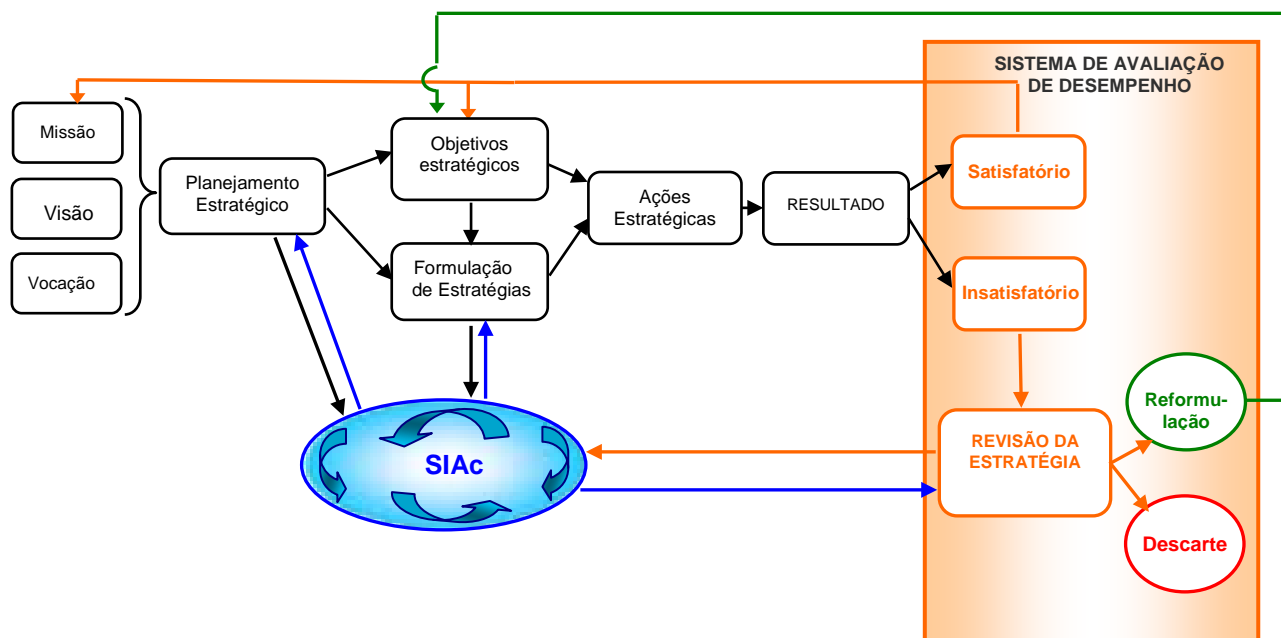 SISTEMA DE AVALIAÇÃO
DE DESEMPENHO
Missão
Visão
Vocação
Planejamento
Estratégico
Objetivos
estratégicos
Formulação
de Estratégias
Ações
Estratégicas
RESULTADO
Satisfatório
Insatisfatório
REVISÃO DA
ESTRATÉGIA
Reformu-
lação
Descarte
SIAc